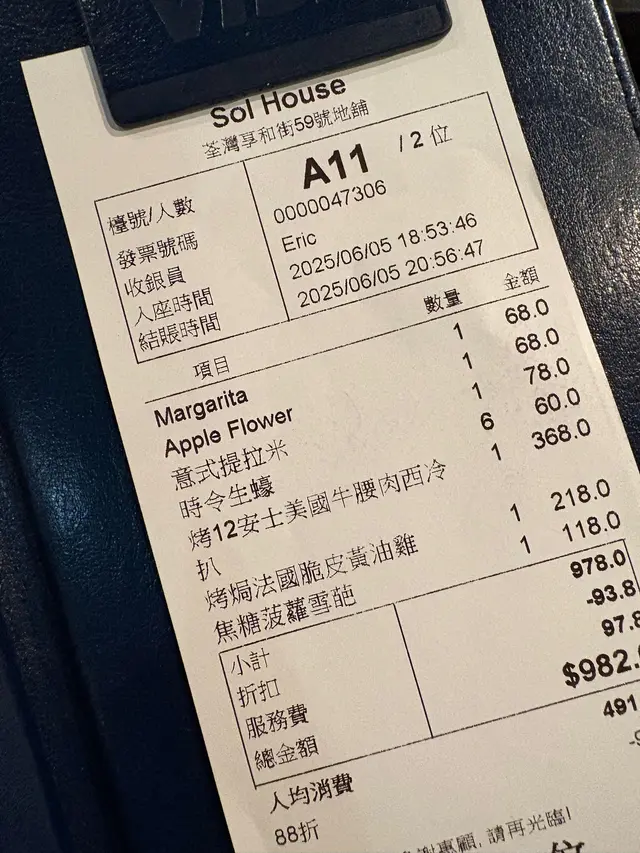 Sol House
荃灣享和街59號地舖
檯號/人數 A11 / 2 位
發票號碼 0000047306
收銀員 Eric
入座時間 2025/06/05 18:53:46
結賬時間 2025/06/05 20:56:47
項目 數量 金額
Margarita 1 68.0
Apple Flower 1 68.0
意式提拉米 1 78.0
時令生蠔 6 60.0
烤12安士美國牛腰肉西冷 1 368.0
扒
烤焗法國脆皮黃油雞 1 218.0
焦糖菠蘿雪葩 1 118.0
小計 978.0
折扣 -93.8
服務費 97.8
總金額 $982.
人均消費 491
88折
惠顧, 請再光臨!